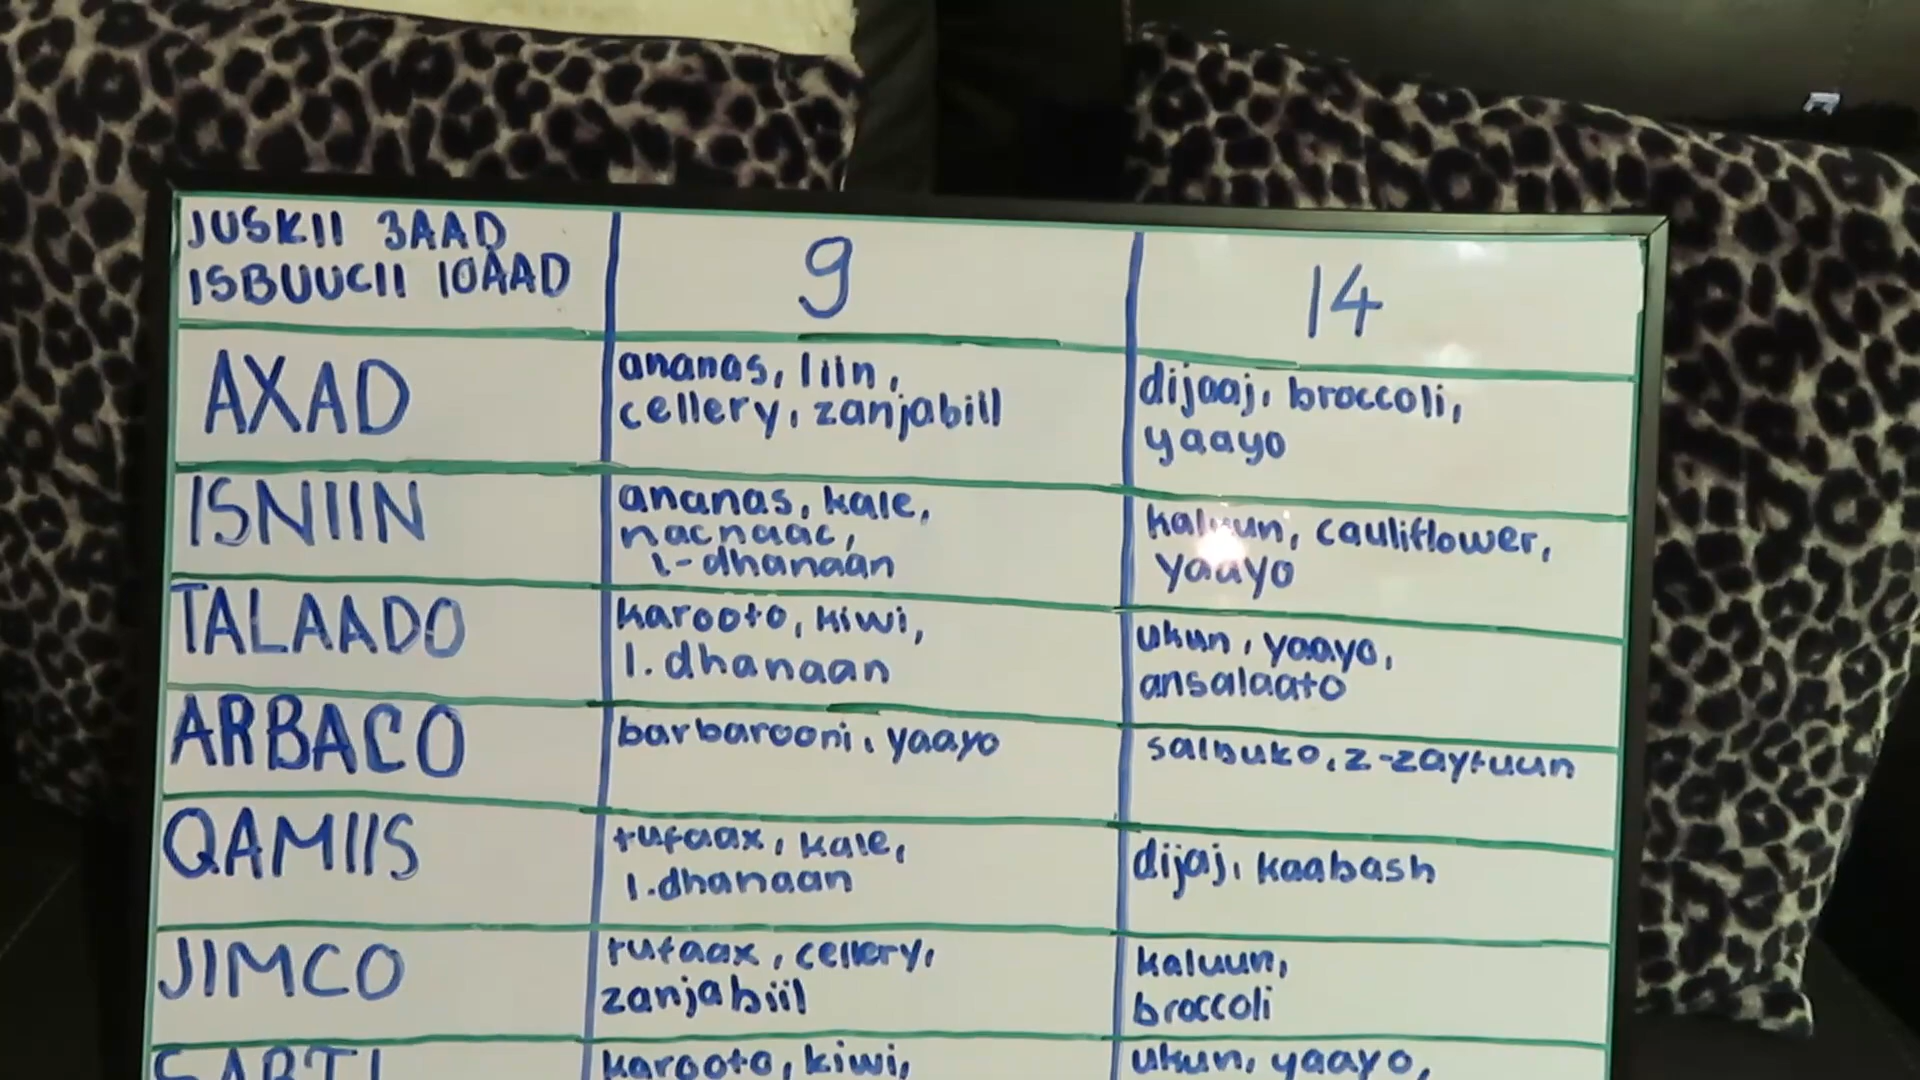 JUSKII 3AAD
ISBUUCII 10AAD
9
14
AXAD
ananas, liin,
cellery, zanjabiil
dijaaj, broccoli,
yaayo
ISNIIN
ananas, kale,
nacnaac,
l-dhanaan
kaluun, cauliflower,
yaayo
TALAADO
karooto, kiwi,
l.dhanaan
ukun, yaayo,
ansalaato
ARBACO
barbarooni, yaayo
salbuko, z-zaytuun
QAMIIS
tufaax, kale,
l.dhanaan
dijaj, kaabash
JIMCO
tufaax, cellery,
zanjabiil
kaluun,
broccoli
SABTI
karooto, kiwi,
ukun, yaayo,